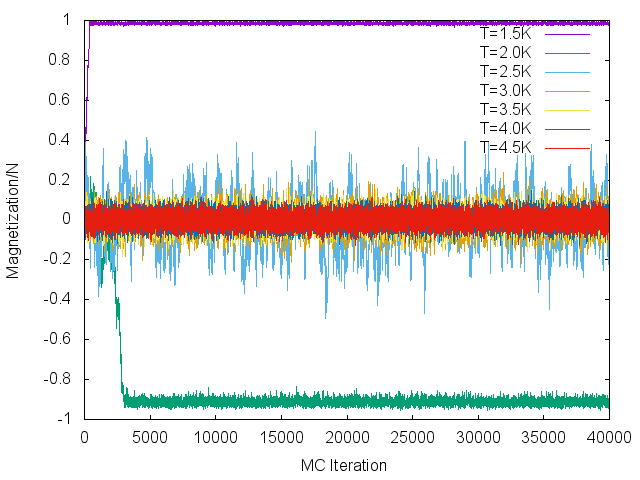 1
0.8
0.6
0.4
0.2
0
-0.2
-0.4
-0.6
-0.8
-1
Magnetization/N
T=1.5K
T=2.0K
T=2.5K
T=3.0K
T=3.5K
T=4.0K
T=4.5K
0 5000 10000 15000 20000 25000 30000 35000 40000
MC Iteration